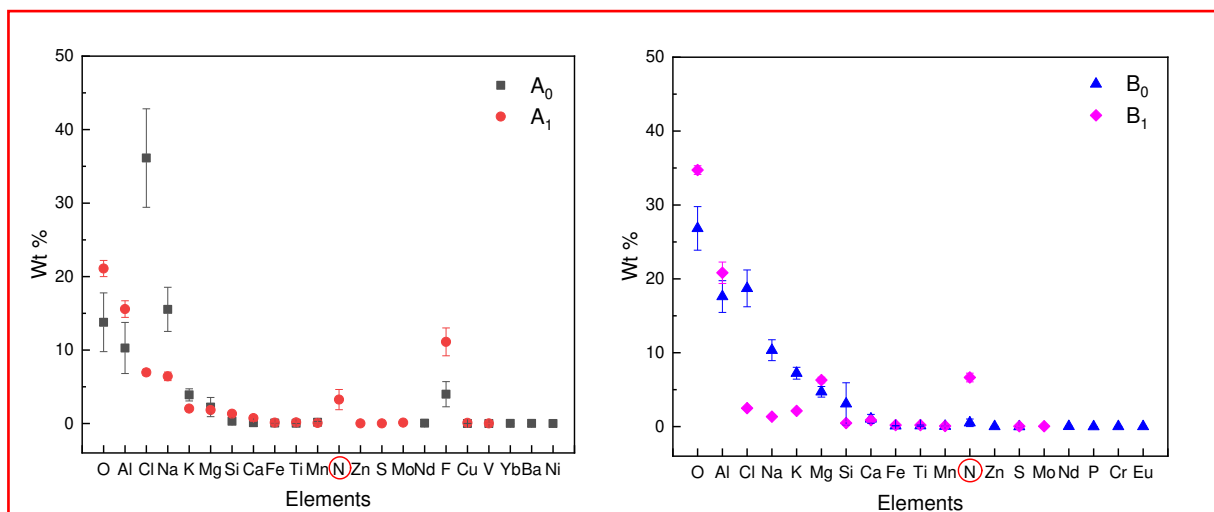 50
40
30
20
10
0
Wt %
A0
A1
O Al Cl Na K Mg Si Ca Fe Ti Mn N Zn S Mo Nd F Cu V Yb Ba Ni
Elements
50
40
30
20
10
0
Wt %
B0
B1
O Al Cl Na K Mg Si Ca Fe Ti Mn N Zn S Mo Nd P Cr Eu
Elements